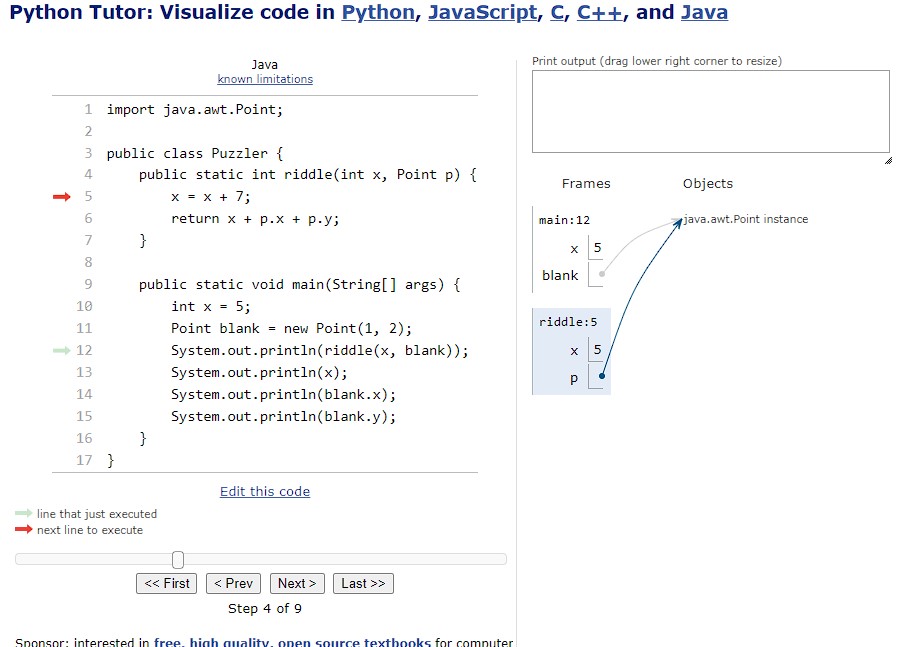 Python Tutor: Visualize code in Python, JavaScript, C, C++, and Java
Java
known limitations
1 import java.awt.Point;
2
3 public class Puzzler {
4 public static int riddle(int x, Point p) {
5 x = x + 7;
6 return x + p.x + p.y;
7 }
8
9 public static void main(String[] args) {
10 int x = 5;
11 Point blank = new Point(1, 2);
12 System.out.println(riddle(x, blank));
13 System.out.println(x);
14 System.out.println(blank.x);
15 System.out.println(blank.y);
16 }
17 }
Edit this code
line that just executed
next line to execute
<< First < Prev Next > Last >>
Step 4 of 9
Sponsor: interested in free, high quality, open source textbooks for computer
Print output (drag lower right corner to resize)
Frames Objects
main:12 java.awt.Point instance
x 5
blank
riddle:5
x 5
p